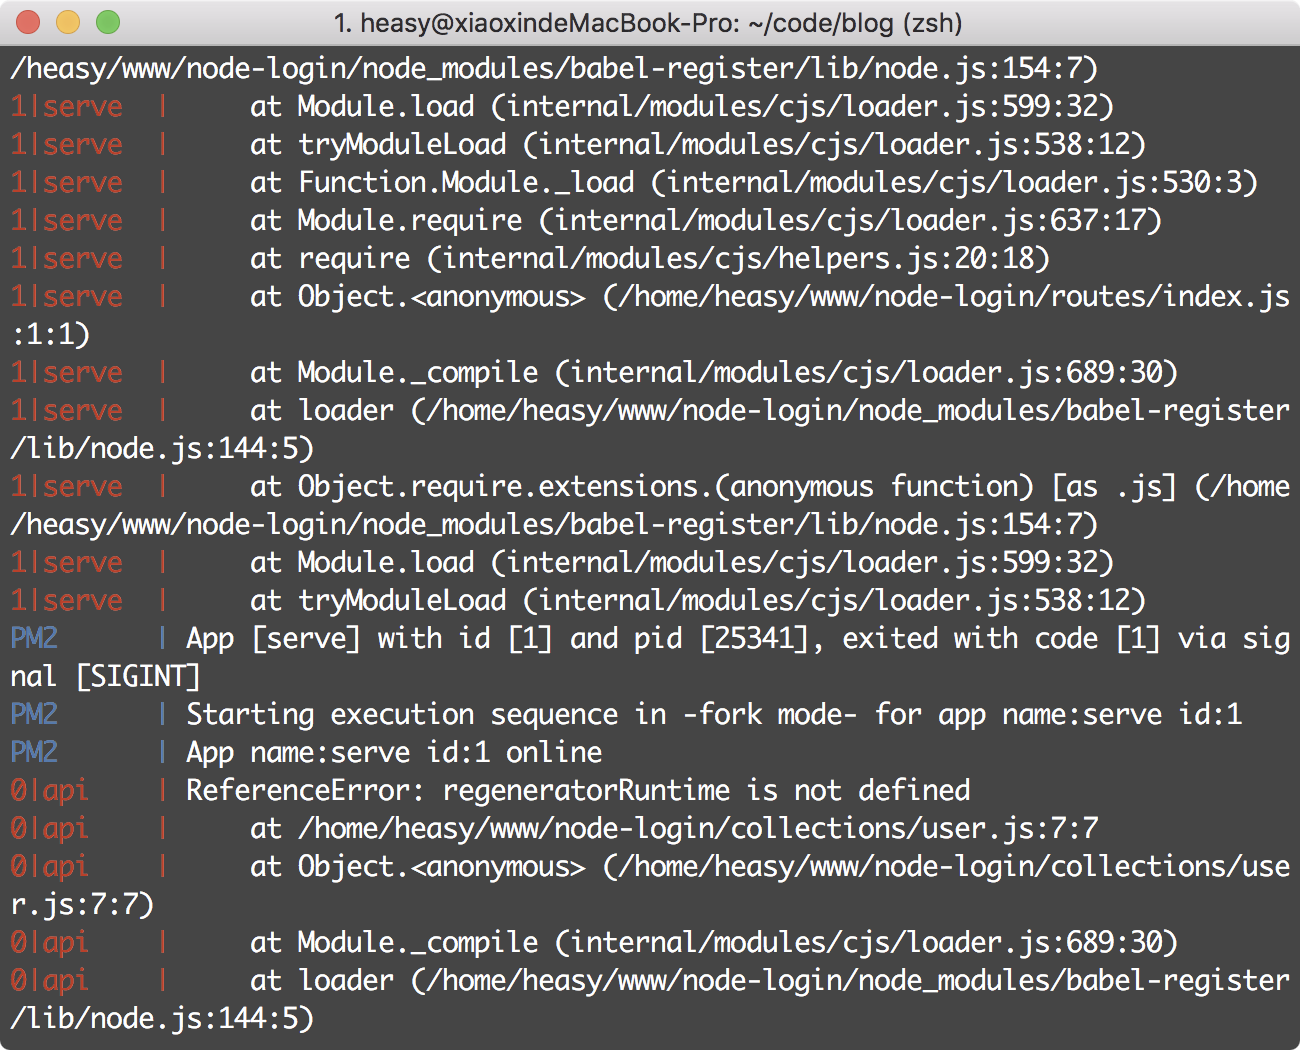 1. heasy@xiaoxindeMacBook-Pro: ~/code/blog (zsh)
/heasy/www/node-login/node_modules/babel-register/lib/node.js:154:7)
1|serve  |     at Module.load (internal/modules/cjs/loader.js:599:32)
1|serve  |     at tryModuleLoad (internal/modules/cjs/loader.js:538:12)
1|serve  |     at Function.Module._load (internal/modules/cjs/loader.js:530:3)
1|serve  |     at Module.require (internal/modules/cjs/loader.js:637:17)
1|serve  |     at require (internal/modules/cjs/helpers.js:20:18)
1|serve  |     at Object.<anonymous> (/home/heasy/www/node-login/routes/index.js
:1:1)
1|serve  |     at Module._compile (internal/modules/cjs/loader.js:689:30)
1|serve  |     at loader (/home/heasy/www/node-login/node_modules/babel-register
/lib/node.js:144:5)
1|serve  |     at Object.require.extensions.(anonymous function) [as .js] (/home
/heasy/www/node-login/node_modules/babel-register/lib/node.js:154:7)
1|serve  |     at Module.load (internal/modules/cjs/loader.js:599:32)
1|serve  |     at tryModuleLoad (internal/modules/cjs/loader.js:538:12)
PM2      | App [serve] with id [1] and pid [25341], exited with code [1] via sig
nal [SIGINT]
PM2      | Starting execution sequence in -fork mode- for app name:serve id:1
PM2      | App name:serve id:1 online
0|api    | ReferenceError: regeneratorRuntime is not defined
0|api    |     at /home/heasy/www/node-login/collections/user.js:7:7
0|api    |     at Object.<anonymous> (/home/heasy/www/node-login/collections/use
r.js:7:7)
0|api    |     at Module._compile (internal/modules/cjs/loader.js:689:30)
0|api    |     at loader (/home/heasy/www/node-login/node_modules/babel-register
/lib/node.js:144:5)